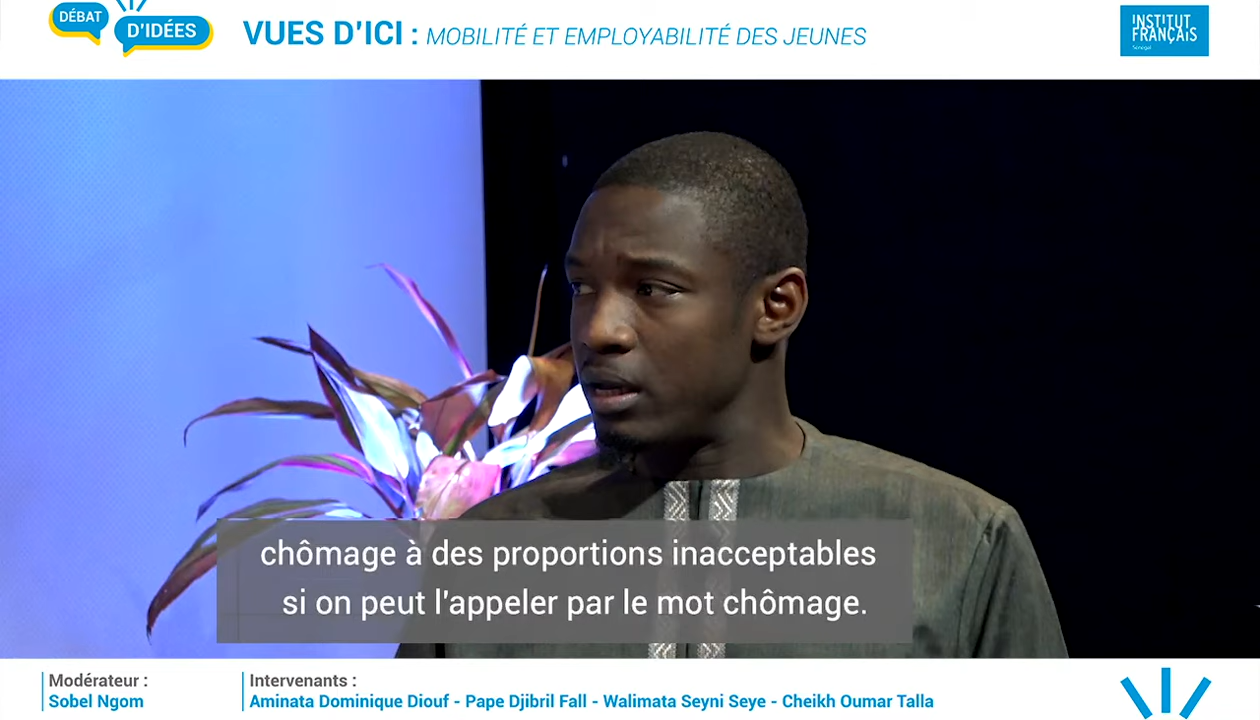 DÉBAT
D'IDÉES
VUES D'ICI : MOBILITÉ ET EMPLOYABILITÉ DES JEUNES
INSTITUT
FRANÇAIS
Sénégal
chômage à des proportions inacceptables
si on peut l'appeler par le mot chômage.
Modérateur :
Sobel Ngom
Intervenants :
Aminata Dominique Diouf - Pape Djibril Fall - Walimata Seyni Seye - Cheikh Oumar Talla